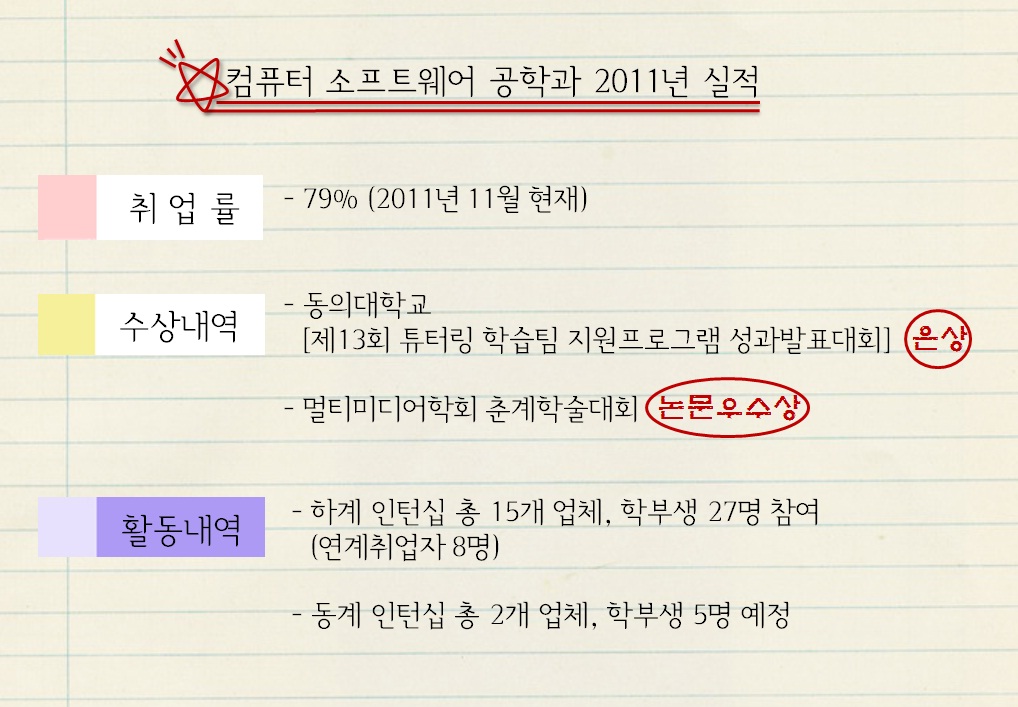 컴퓨터 소프트웨어 공학과 2011년 실적
취 업 률
- 79% (2011년 11월 현재)
수상내역
- 동의대학교
[제13회 튜터링 학습팀 지원프로그램 성과발표대회] 은상
- 멀티미디어학회 춘계학술대회 논문우수상
활동내역
- 하계 인턴십 총 15개 업체, 학부생 27명 참여
(연계취업자 8명)
- 동계 인턴십 총 2개 업체, 학부생 5명 예정